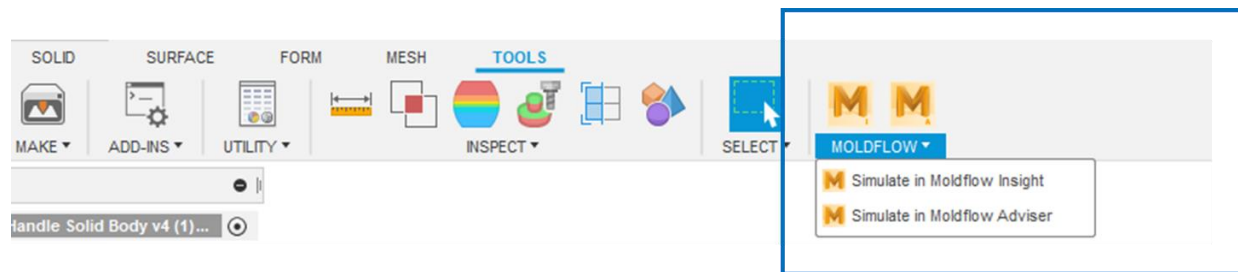 SOLID SURFACE FORM MESH TOOLS
MAKE ADD-INS UTILITY INSPECT SELECT MOLDFLOW
Simulate in Moldflow Insight
Simulate in Moldflow Adviser
Handle Solid Body v4 (1)...